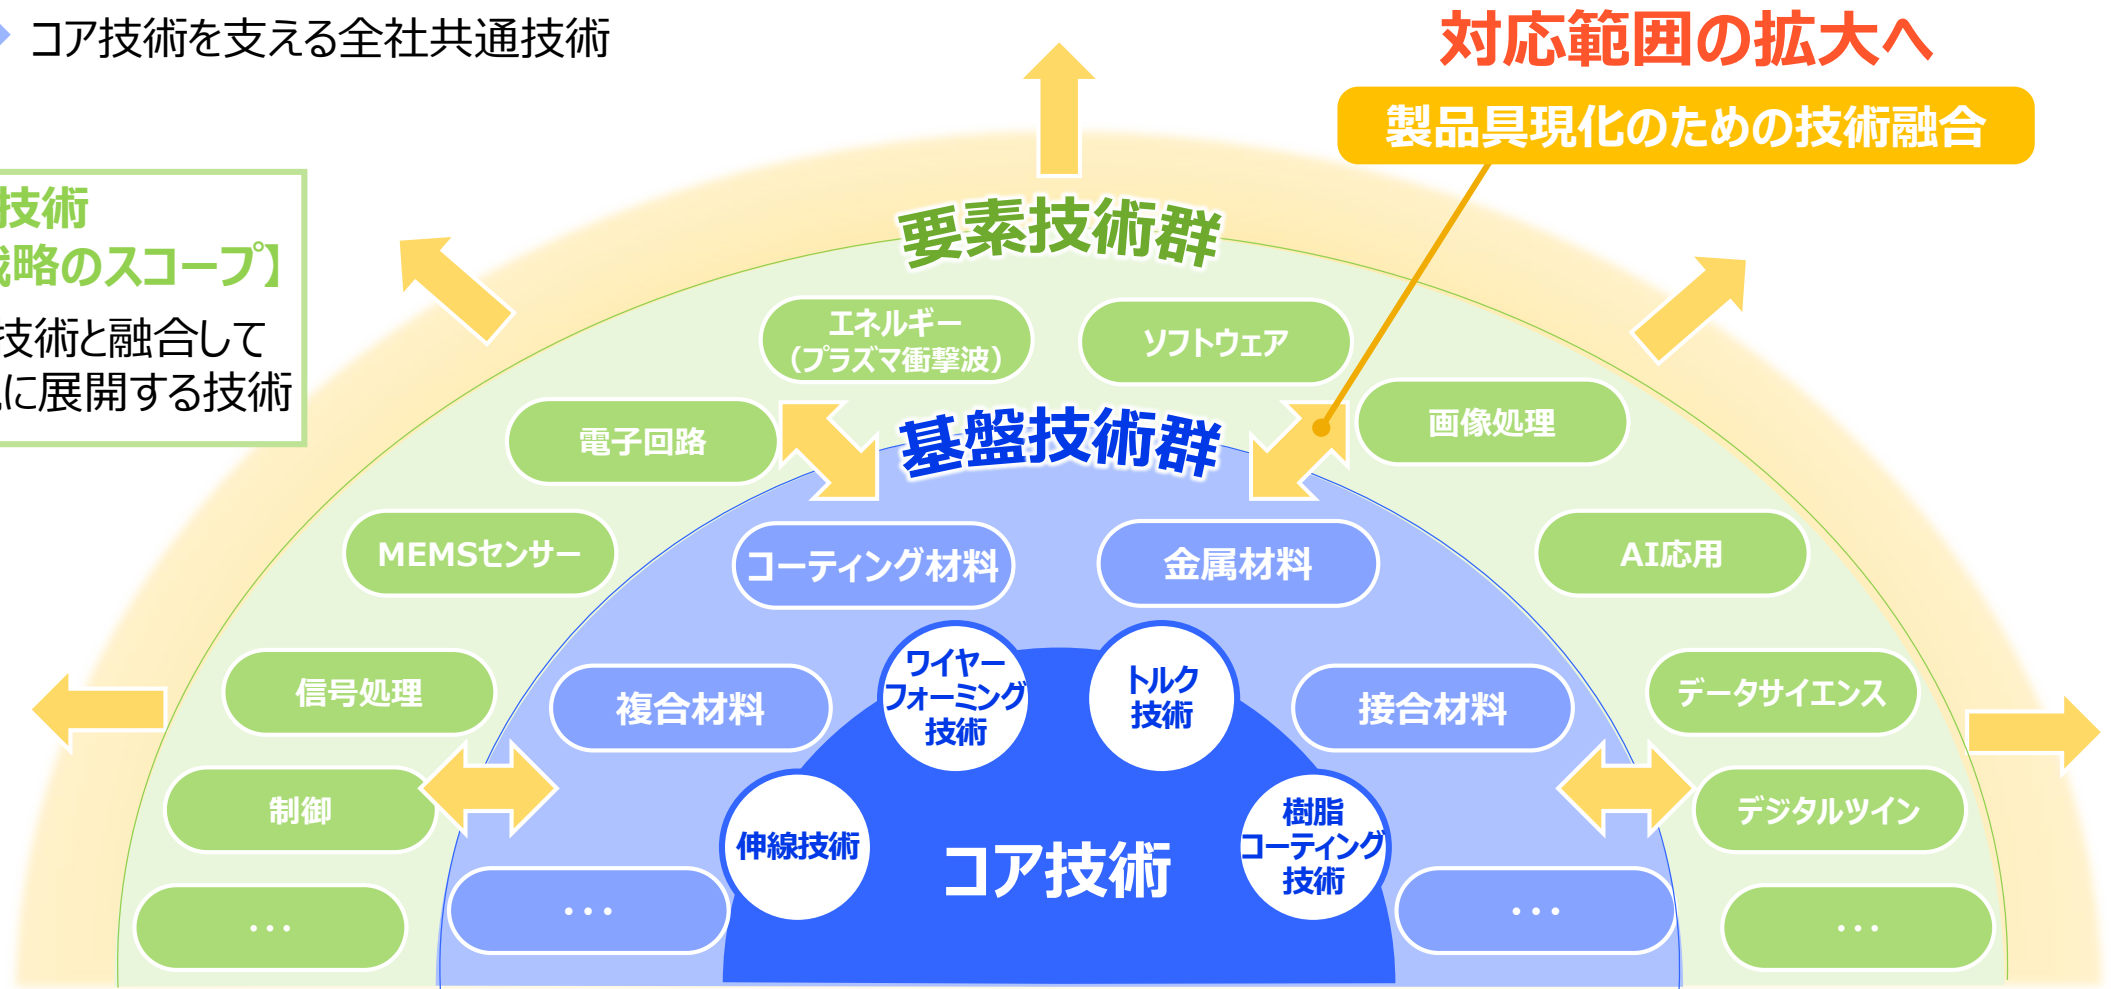 コア技術を支える全社共通技術
対応範囲の拡大へ
製品具現化のための技術融合
技術
略のスコープ】
技術と融合して
に展開する技術
要素技術群
エネルギー
（プラズマ衝撃波）
ソフトウェア
電子回路
画像処理
MEMSセンサー
AI応用
信号処理
データサイエンス
制御
デジタルツイン
・・・
・・・
基盤技術群
コーティング材料
金属材料
複合材料
接合材料
・・・
・・・
ワイヤー
フォーミング
技術
トルク
技術
伸線技術
樹脂
コーティング
技術
コア技術